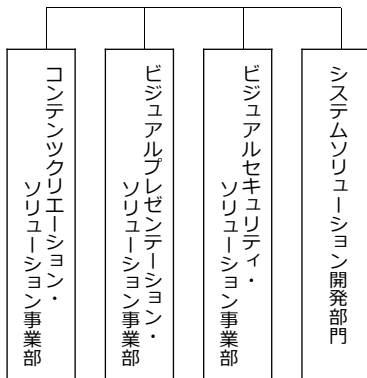 コンテンツクリエーション・
ソリューション事業部
ビジュアルプレゼンテーション・
ソリューション事業部
ビジュアルセキュリティ・
ソリューション事業部
システムソリューション開発部門